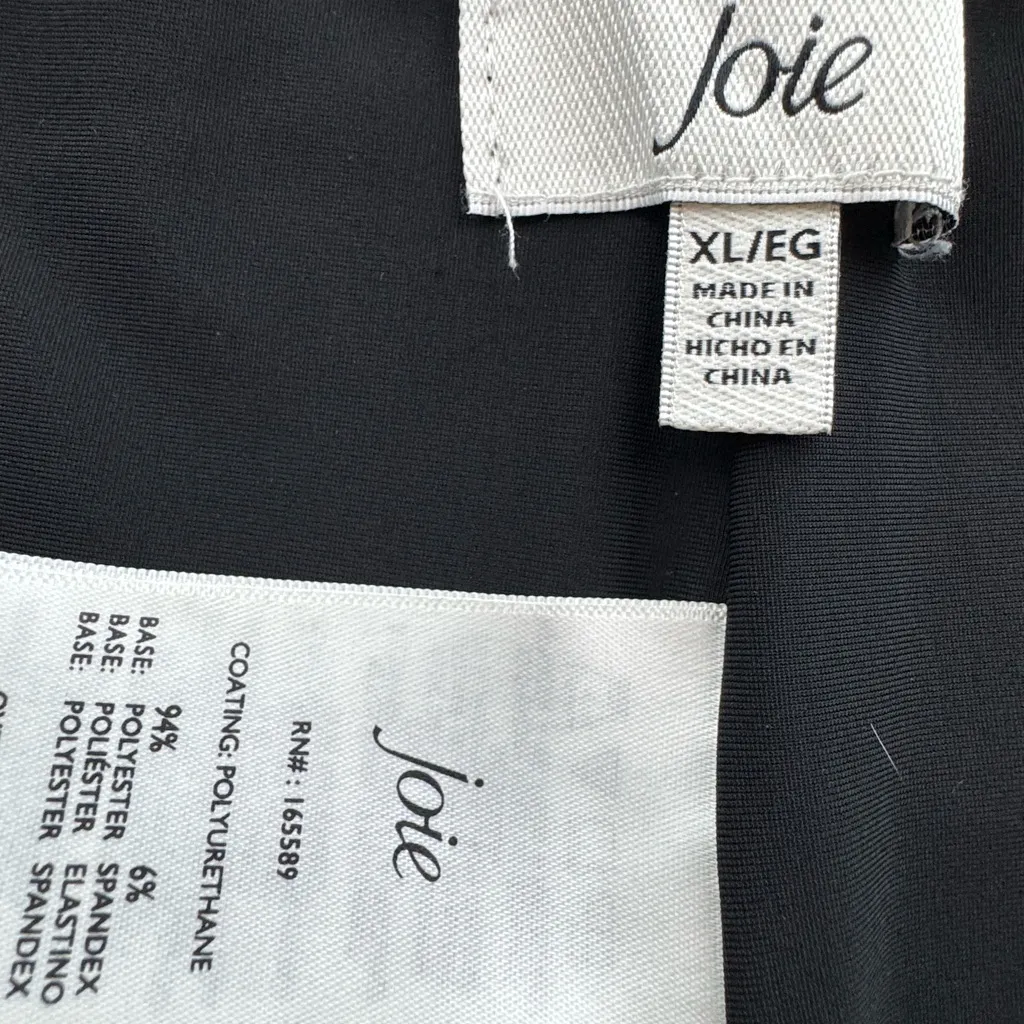 Joie
XL/EG
MADE IN
CHINA
HICHO EN
CHINA
Joie
RN#: 165589
COATING: POLYURETHANE
94% 6%
BASE: POLYESTER SPANDEX
BASE: POLIÉSTER ELASTINO
BASE: POLYESTER SPANDEX